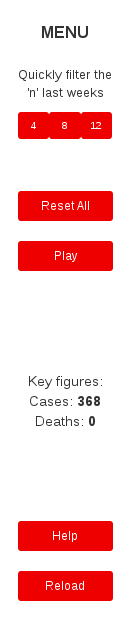 MENU
Quickly filter the
'n' last weeks
4 8 12
Reset All
Play
Key figures:
Cases: 368
Deaths: 0
Help
Reload